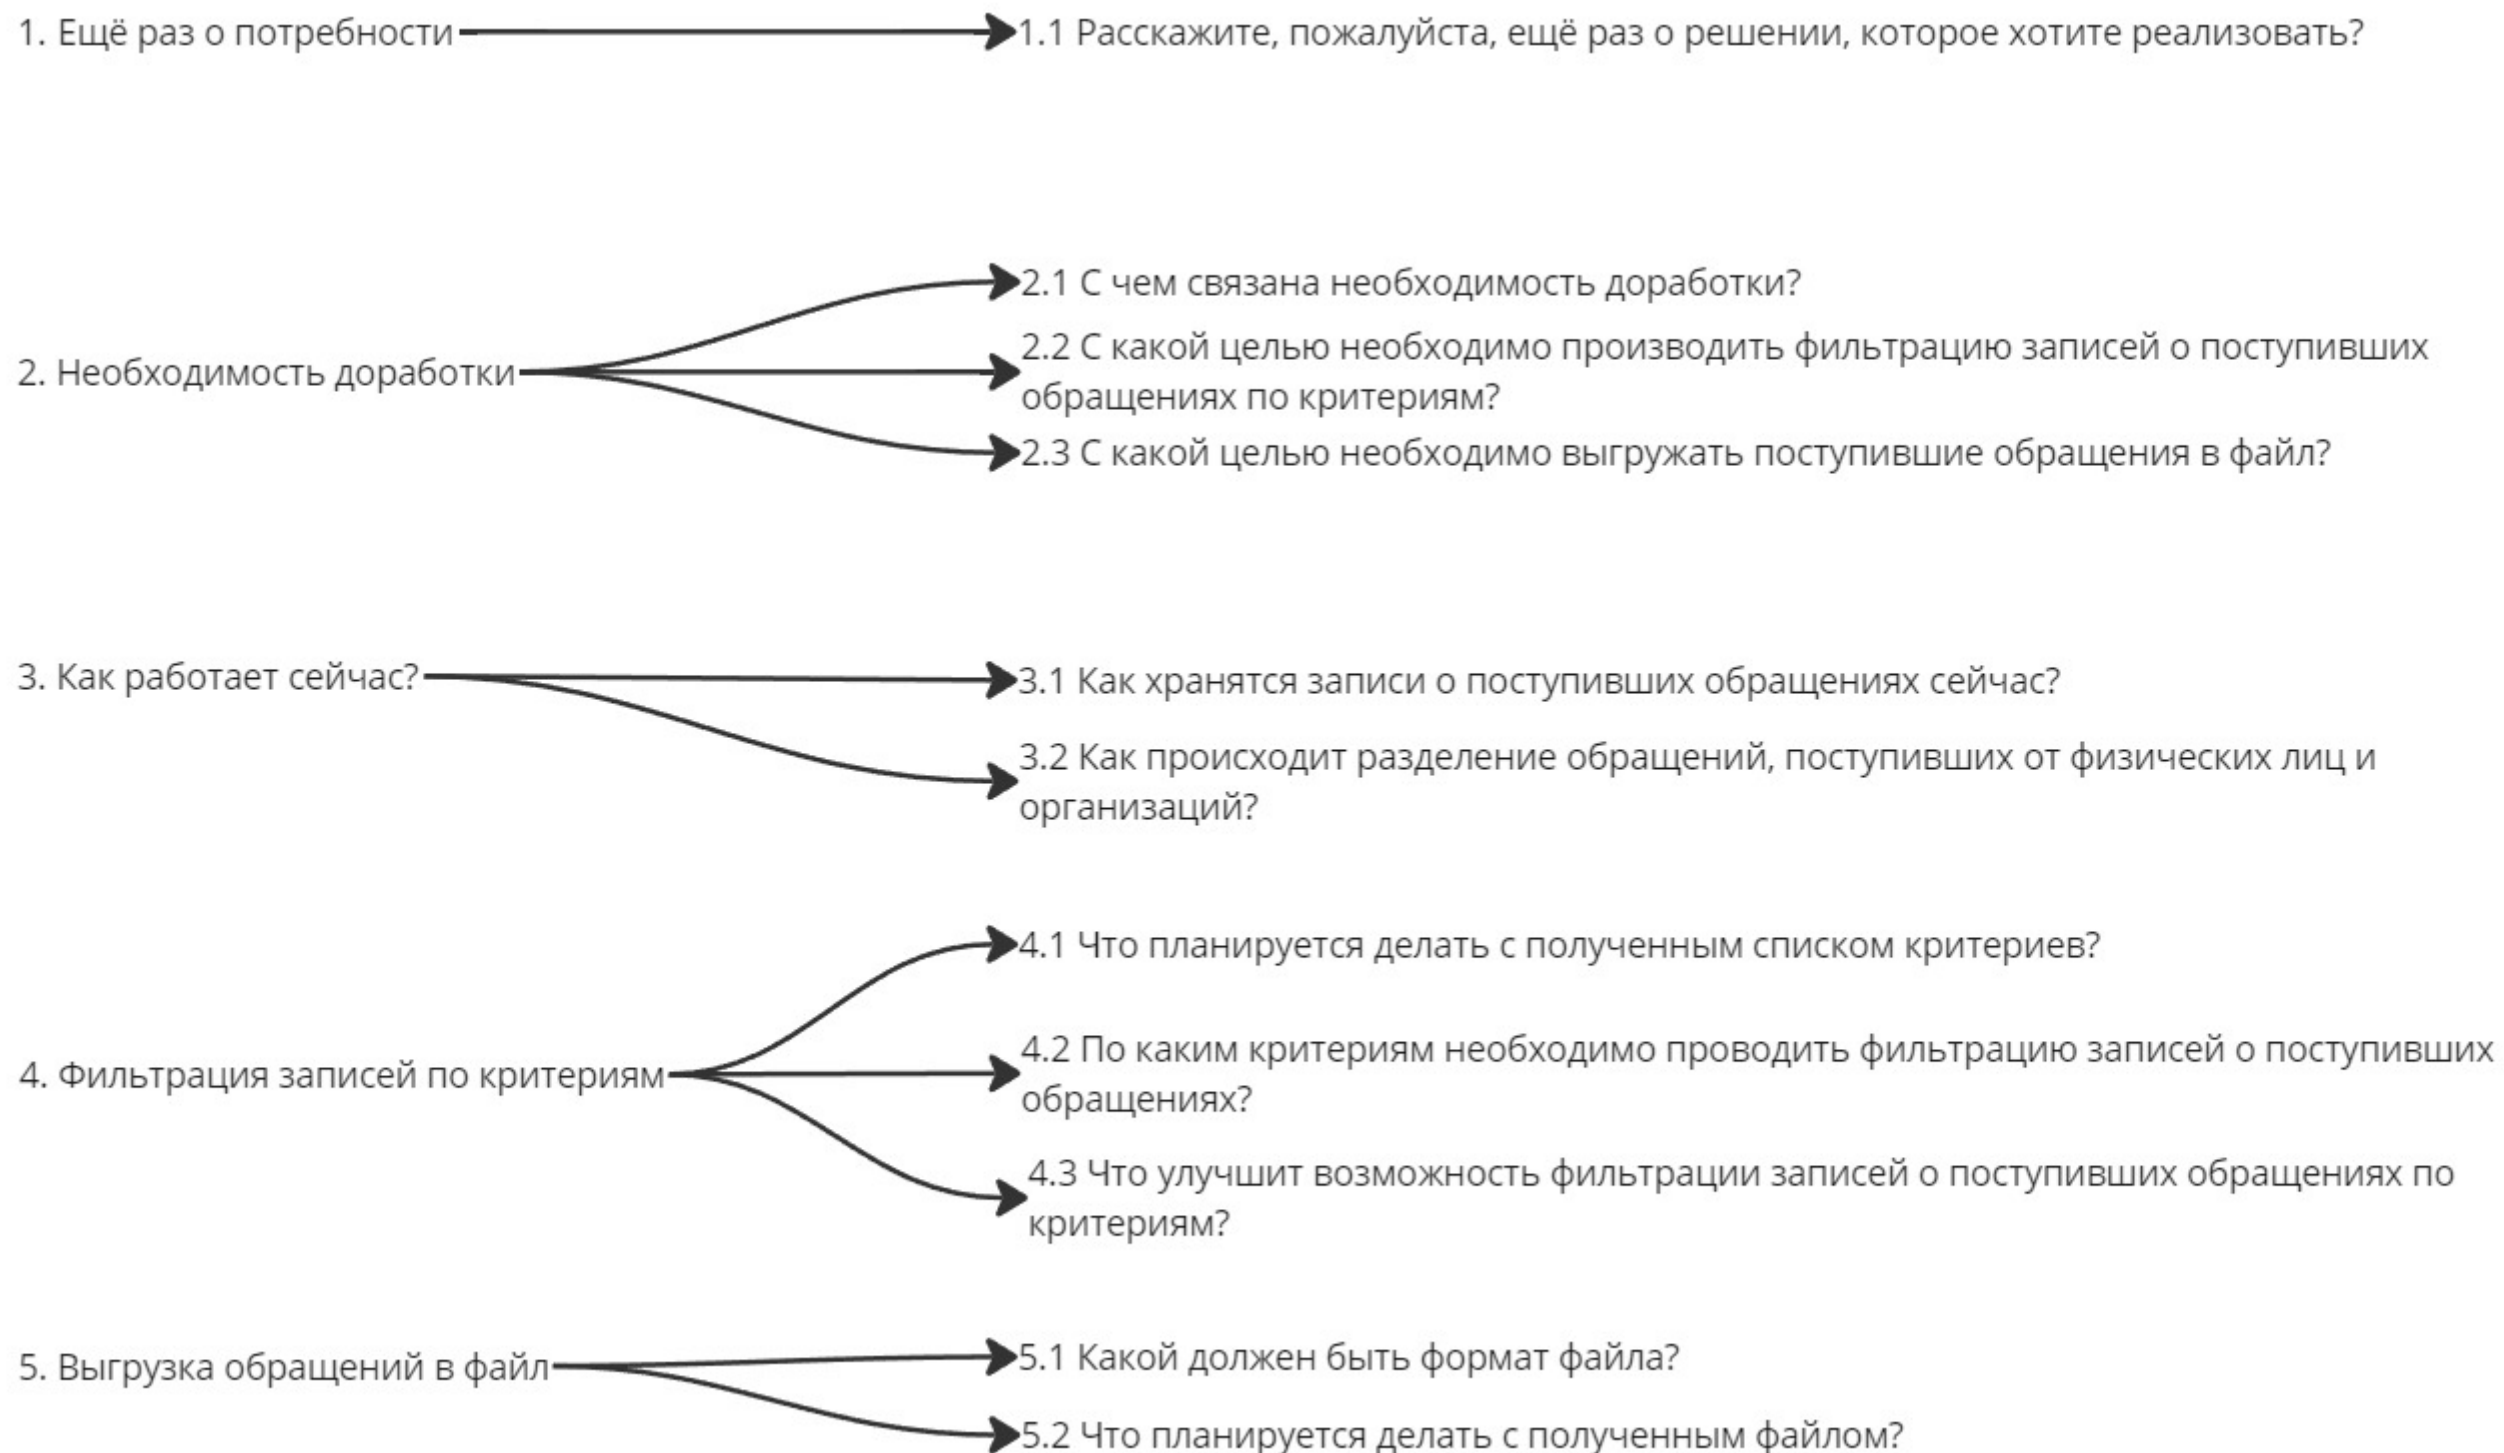 1. Ещё раз о потребности
1.1 Расскажите, пожалуйста, ещё раз о решении, которое хотите реализовать?
2. Необходимость доработки
2.1 С чем связана необходимость доработки?
2.2 С какой целью необходимо производить фильтрацию записей о поступивших
обращениях по критериям?
2.3 С какой целью необходимо выгружать поступившие обращения в файл?
3. Как работает сейчас?
3.1 Как хранятся записи о поступивших обращениях сейчас?
3.2 Как происходит разделение обращений, поступивших от физических лиц и
организаций?
4. Фильтрация записей по критериям
4.1 Что планируется делать с полученным списком критериев?
4.2 По каким критериям необходимо проводить фильтрацию записей о поступивших
обращениях?
4.3 Что улучшит возможность фильтрации записей о поступивших обращениях по
критериям?
5. Выгрузка обращений в файл
5.1 Какой должен быть формат файла?
5.2 Что планируется делать с полученным файлом?